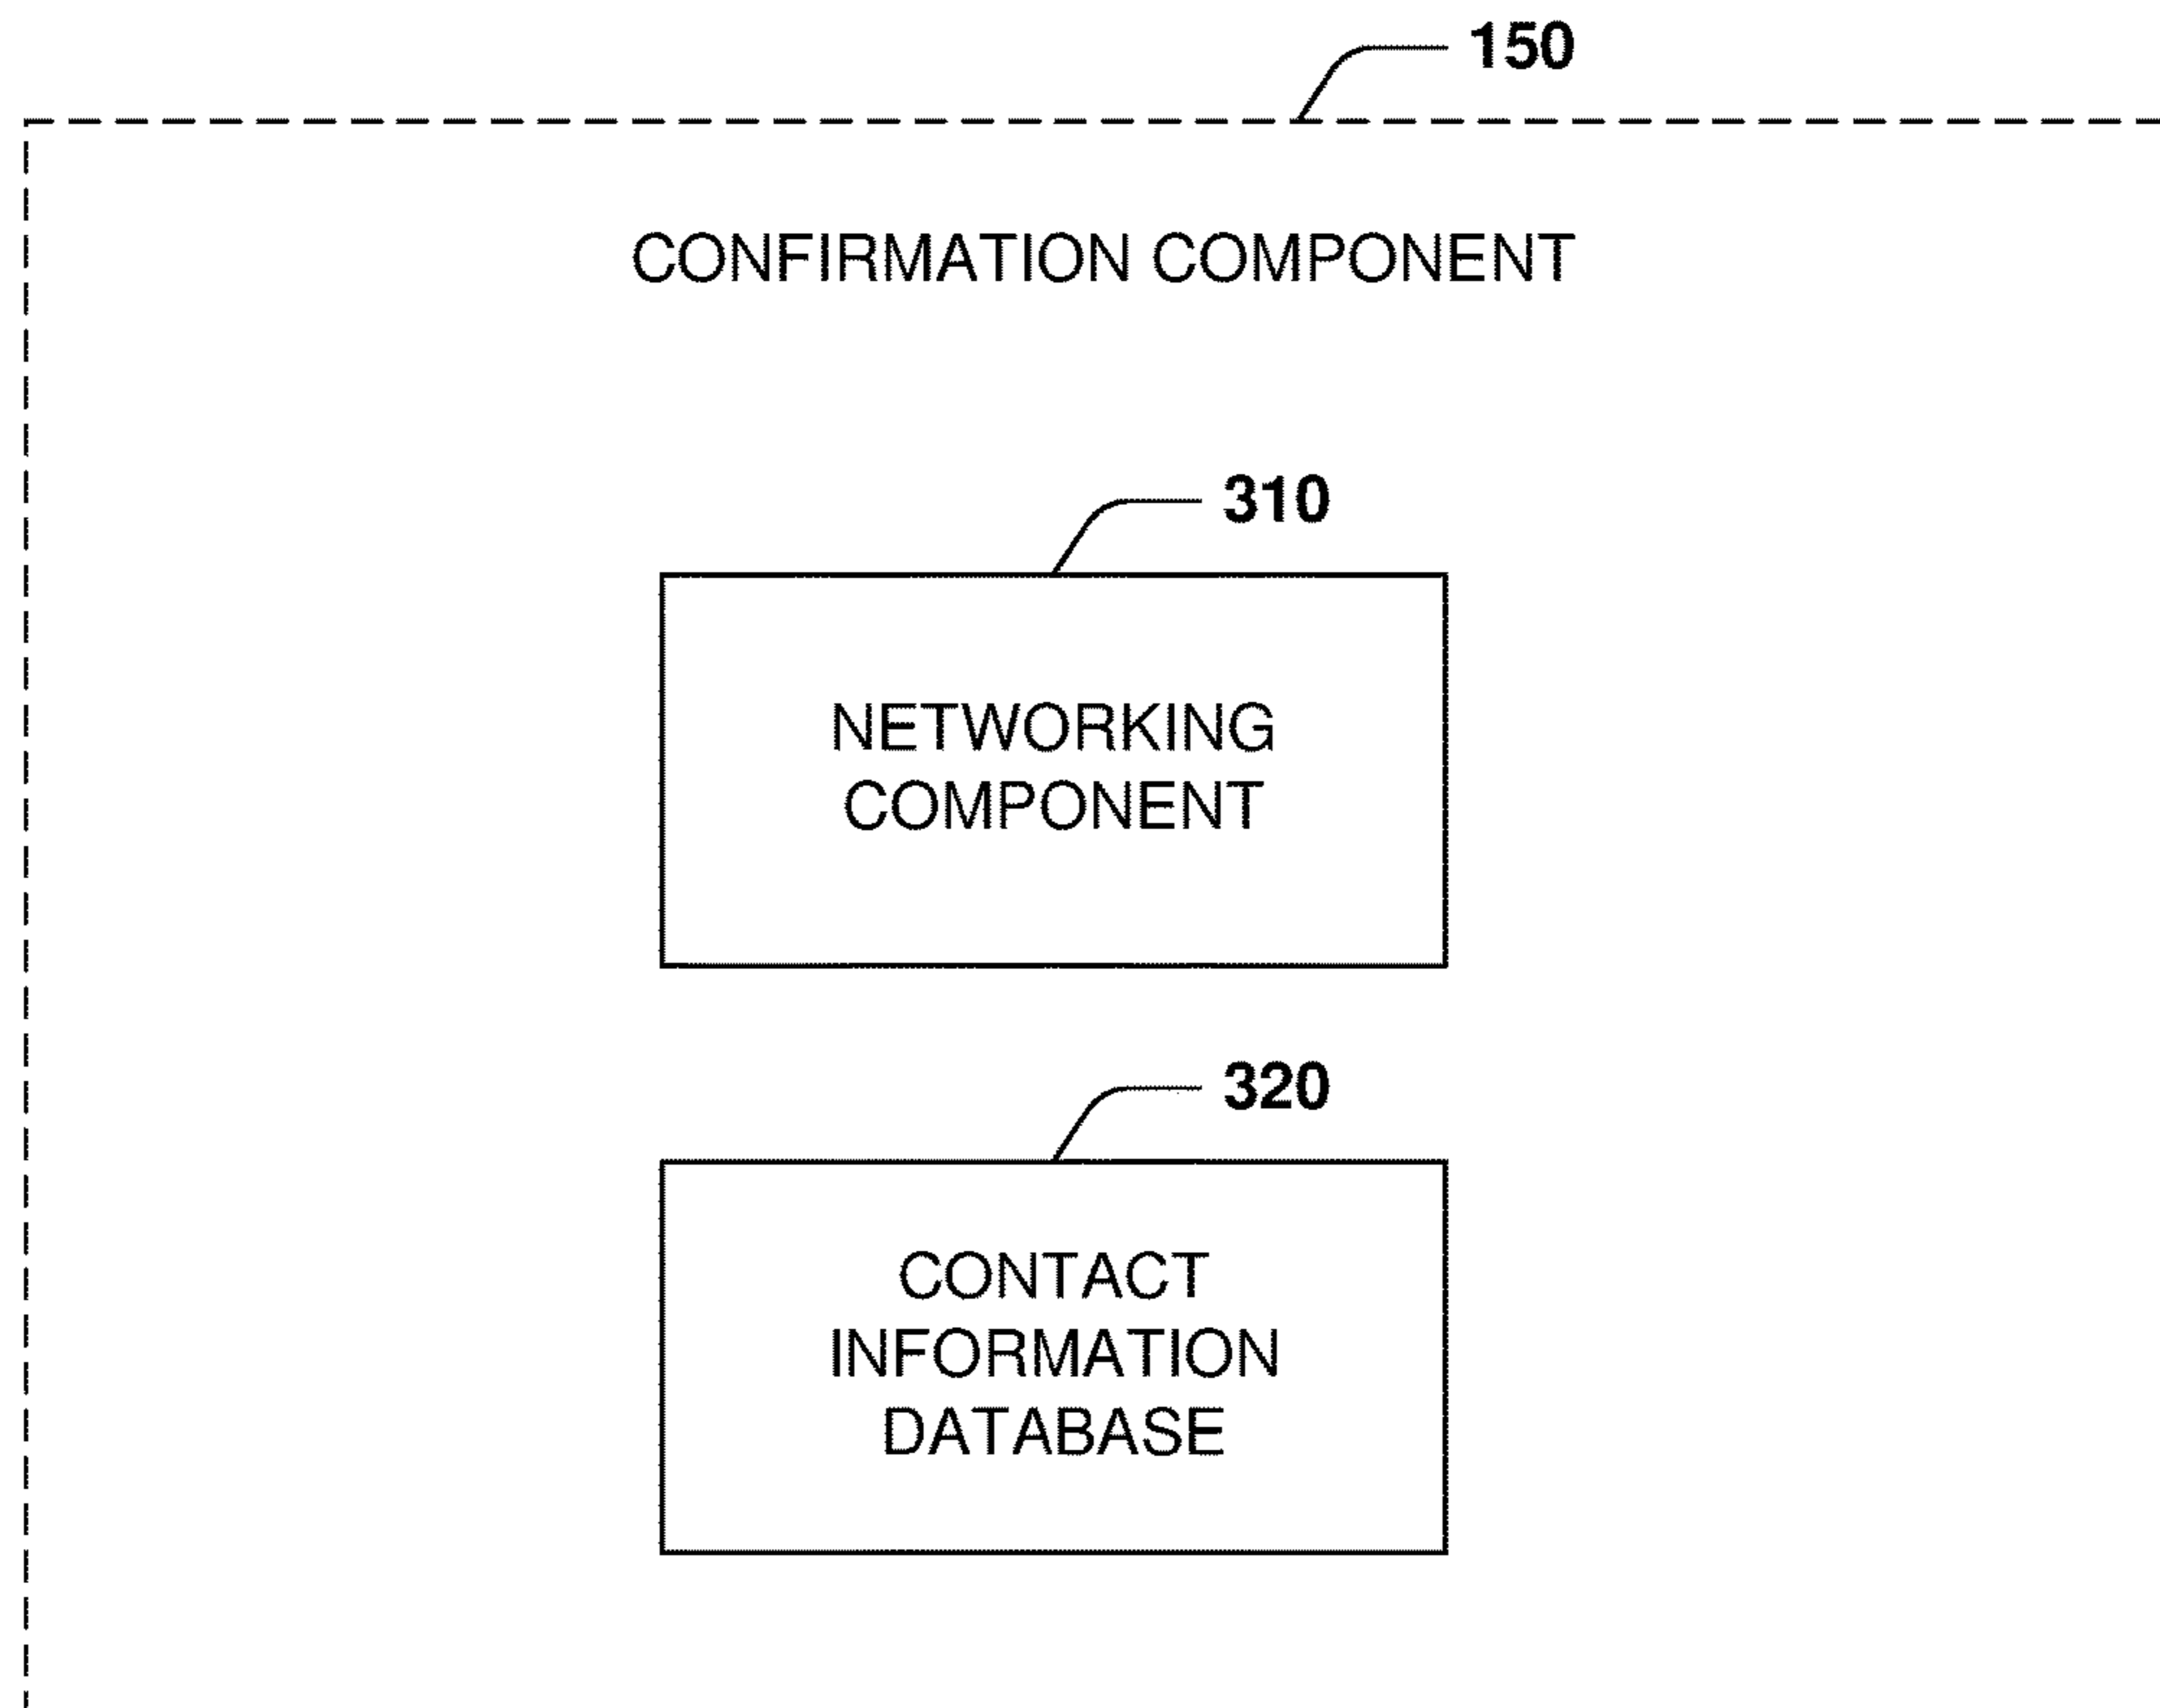 150
CONFIRMATION COMPONENT
310
NETWORKING
COMPONENT
320
CONTACT
INFORMATION
DATABASE